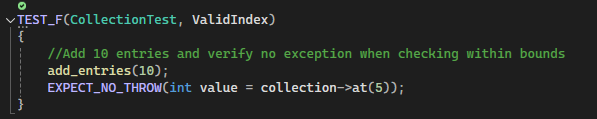 TEST_F(CollectionTest, ValidIndex)
{
    //Add 10 entries and verify no exception when checking within bounds
    add_entries(10);
    EXPECT_NO_THROW(int value = collection->at(5));
}